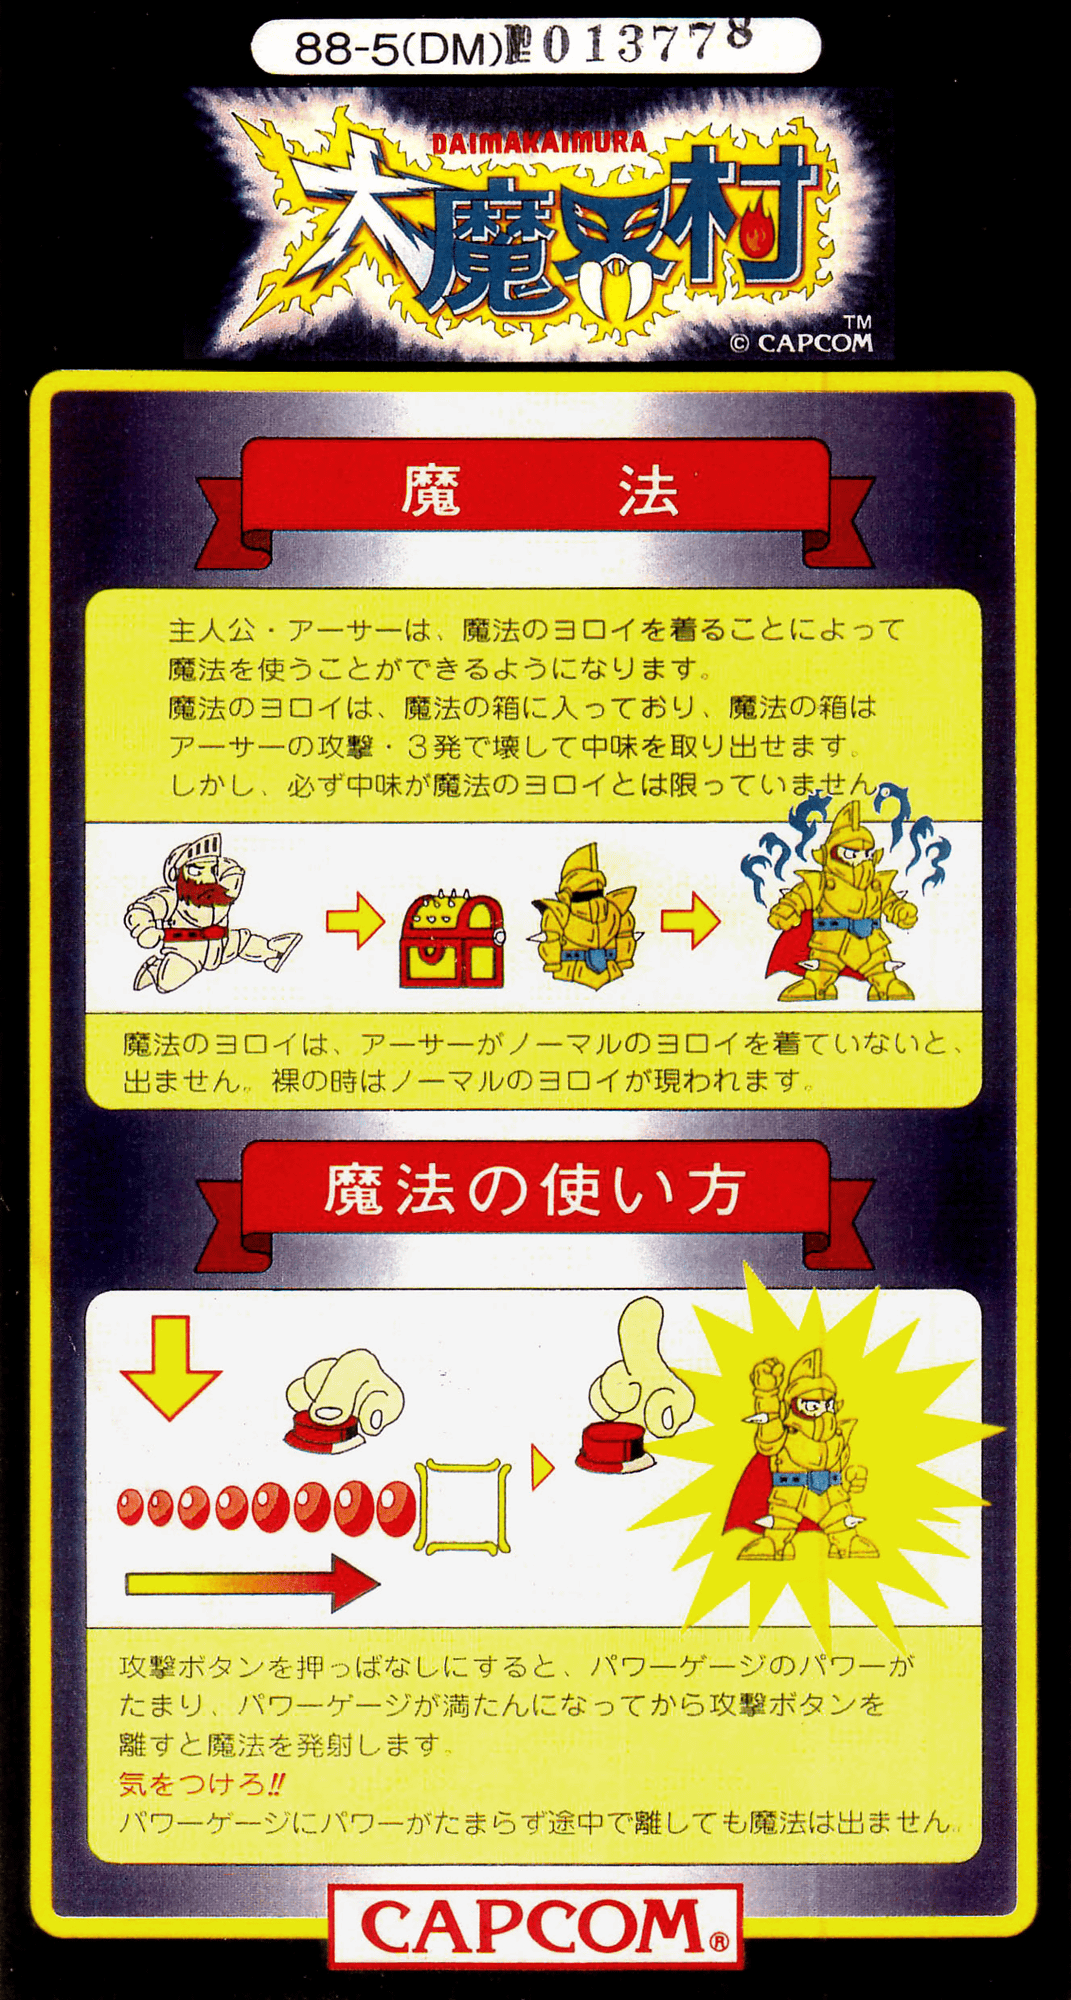 88-5(DM)№013778
DAIMAKAIMURA
大魔界村
TM
© CAPCOM
魔法
主人公・アーサーは、魔法のヨロイを着ることによって
魔法を使うことができるようになります。
魔法のヨロイは、魔法の箱に入っており、魔法の箱は
アーサーの攻撃・3発で壊して中味を取り出せます。
しかし、必ず中味が魔法のヨロイとは限っていません。
魔法のヨロイは、アーサーがノーマルのヨロイを着ていないと、
出ません。裸の時はノーマルのヨロイが現われます。
魔法の使い方
攻撃ボタンを押っぱなしにすると、パワーゲージのパワーが
たまり、パワーゲージが満たんになってから攻撃ボタンを
離すと魔法を発射します。
気をつけろ!!
パワーゲージにパワーがたまらず途中で離しても魔法は出ません。
CAPCOM®